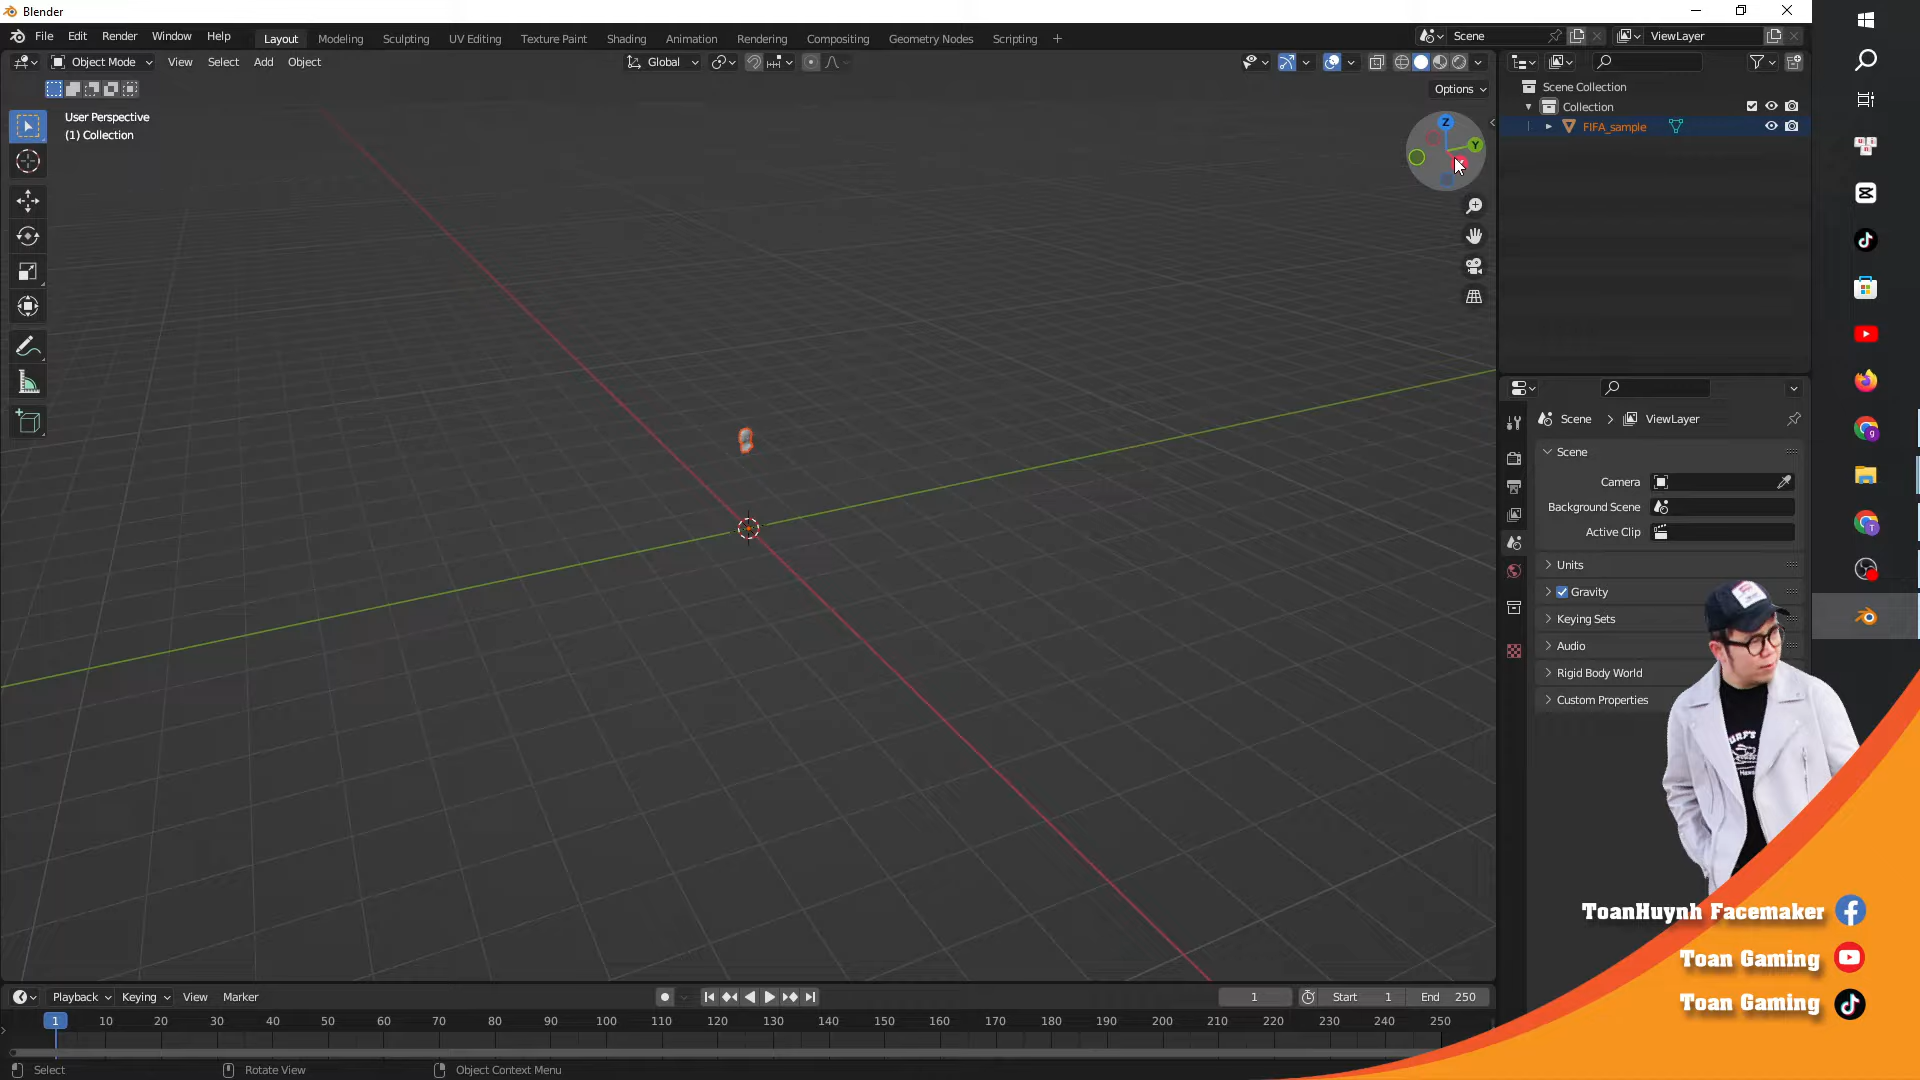 Blender
File Edit Render Window Help Layout Modeling Sculpting UV Editing Texture Paint Shading Animation Rendering Compositing Geometry Nodes Scripting + Scene ViewLayer
Object Mode View Select Add Object Global
Options
User Perspective
(1) Collection
Z
Y
Scene Collection
Collection
FIFA_sample
Scene > ViewLayer
Scene
Camera
Background Scene
Active Clip
Units
Gravity
Keying Sets
Audio
Rigid Body World
Custom Properties
ToanHuynh Facemaker
Toan Gaming
Toan Gaming
Playback Keying View Marker 1 Start 1 End 250
1 10 20 30 40 50 60 70 80 90 100 110 120 130 140 150 160 170 180 190 200 210 220 230 240 250
Select Rotate View Object Context Menu